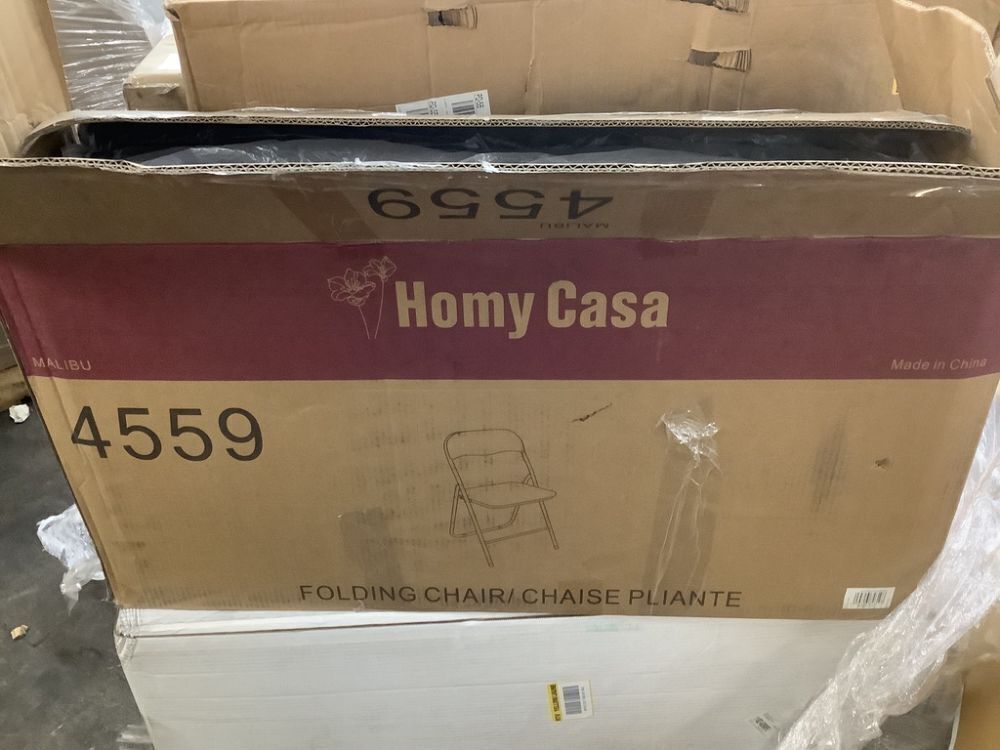 4559
MALIBU
Homy Casa
MALIBU
Made in China
4559
FOLDING CHAIR/ CHAISE PLIANTE